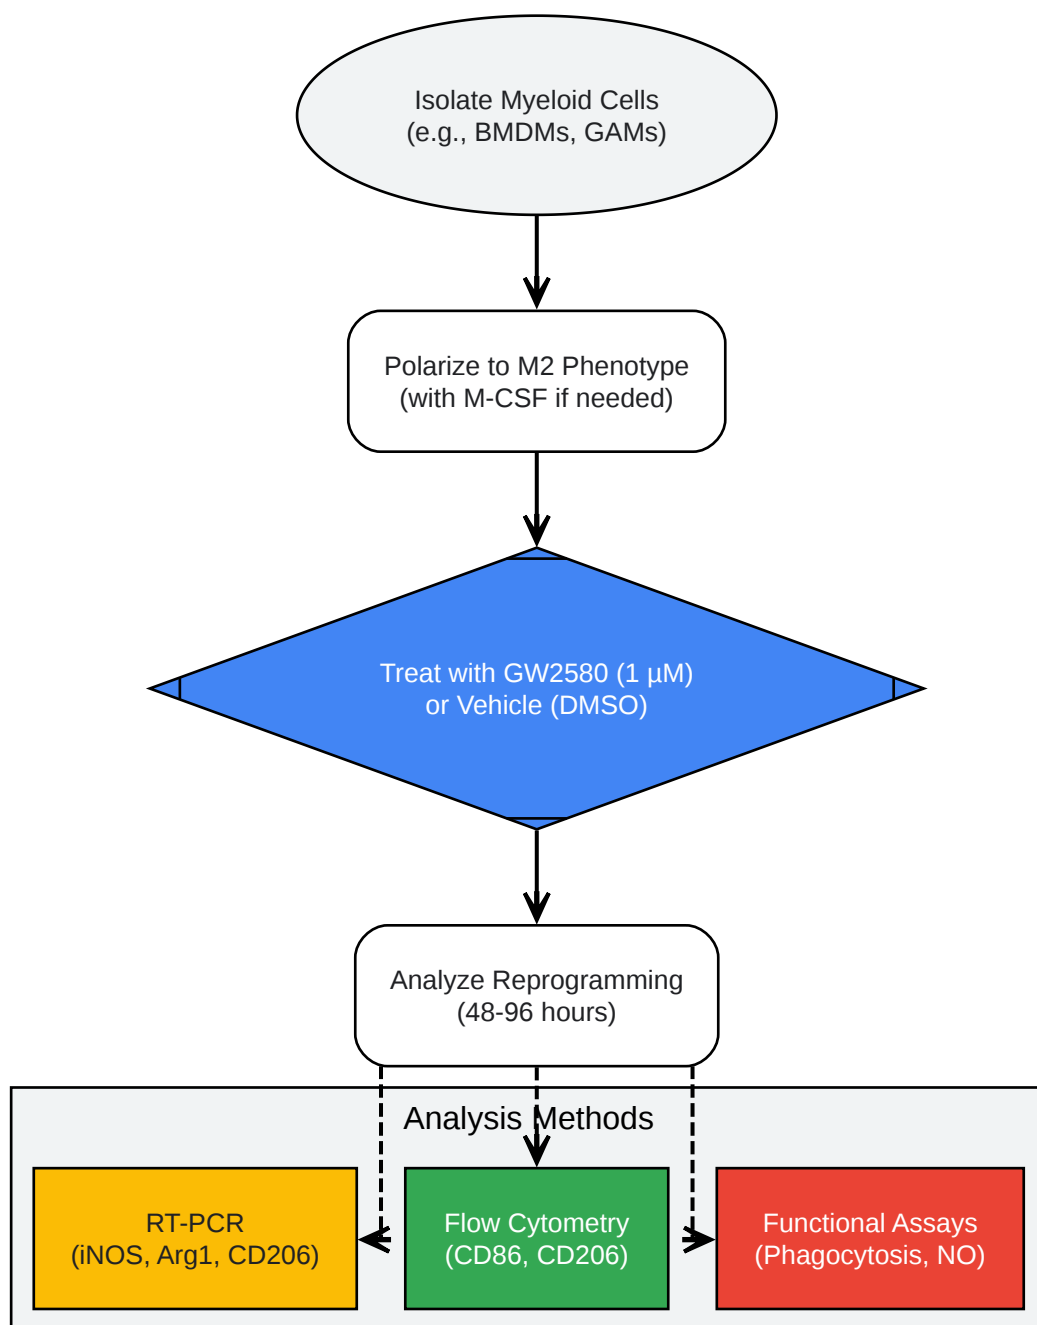 Isolate Myeloid Cells
(e.g., BMDMs, GAMs)
Polarize to M2 Phenotype
(with M-CSF if needed)
Treat with GW2580 (1 µM)
or Vehicle (DMSO)
Analyze Reprogramming
(48-96 hours)
Analysis Methods
RT-PCR
(iNOS, Arg1, CD206)
Flow Cytometry
(CD86, CD206)
Functional Assays
(Phagocytosis, NO)